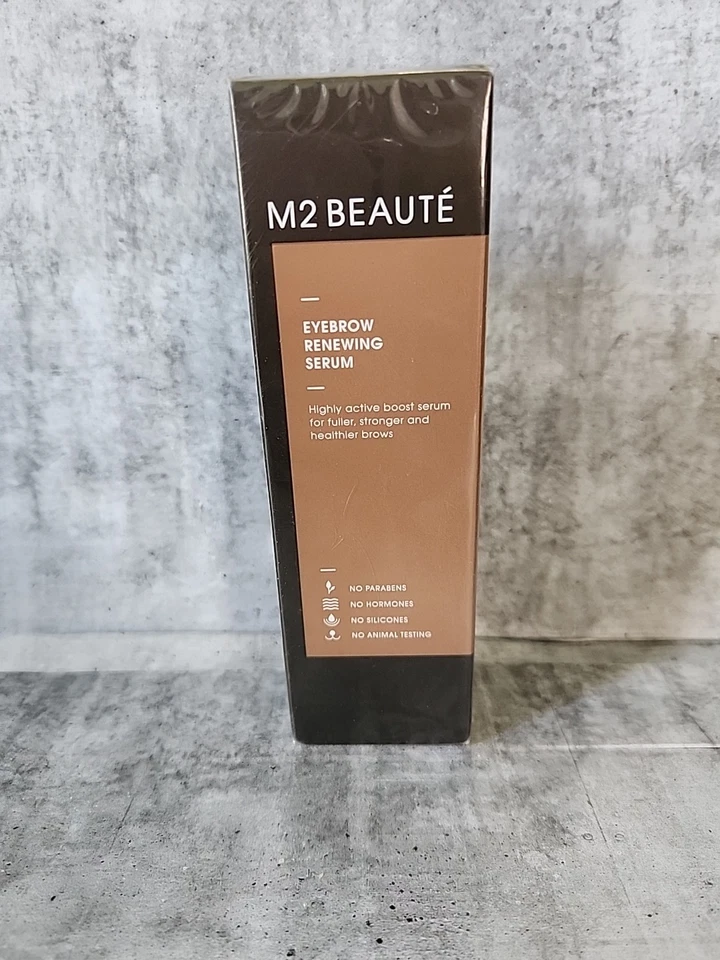 M2 BEAUTÉ
EYEBROW
RENEWING
SERUM
Highly active boost serum
for fuller, stronger and
healthier brows
NO PARABENS
NO HORMONES
NO SILICONES
NO ANIMAL TESTING